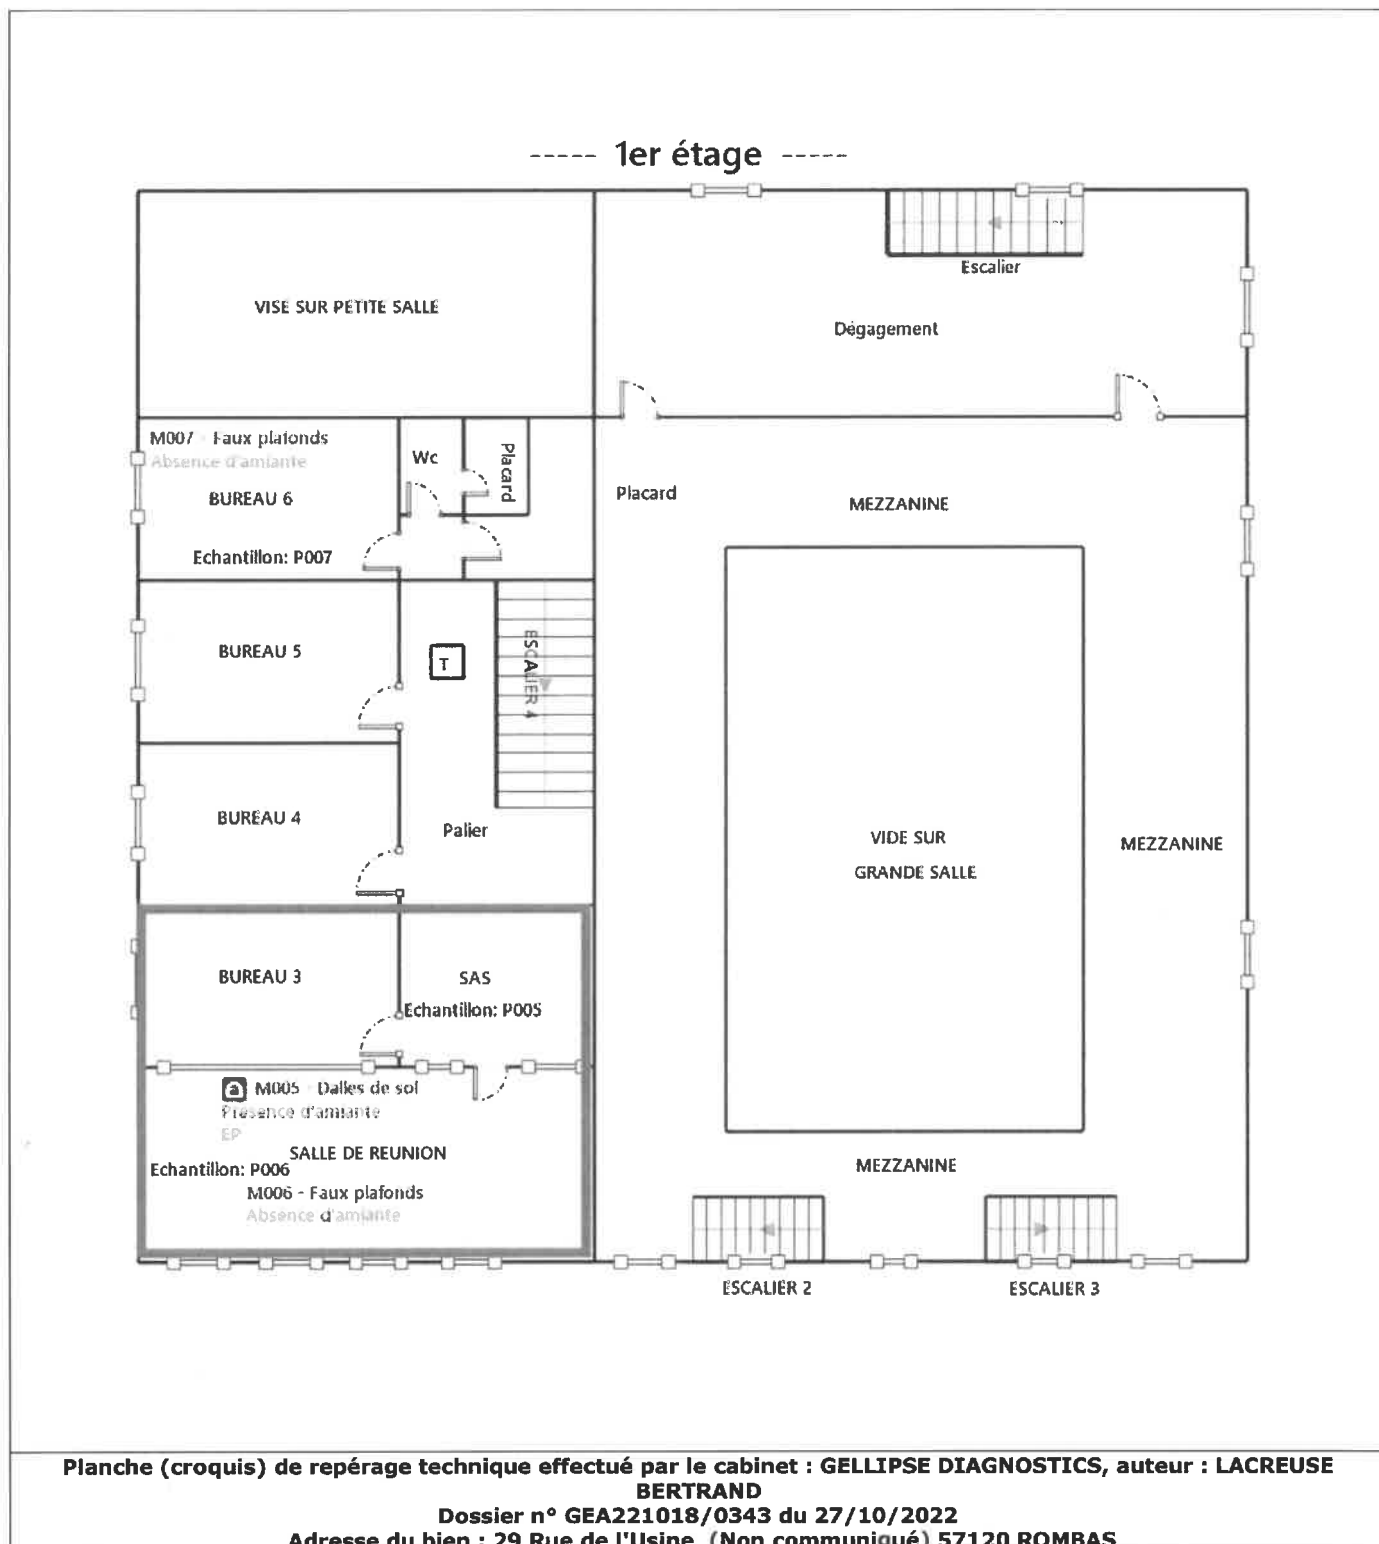 ----- 1er étage -----
Escalier
VISE SUR PETITE SALLE
Dégagement
M007 - Faux plafonds
Absence d'amiante
Wc
Placard
BUREAU 6
Placard
MEZZANINE
Echantillon: P007
BUREAU 5
T
ESCALIER 4
BUREAU 4
Palier
VIDE SUR
GRANDE SALLE
MEZZANINE
BUREAU 3
SAS
Echantillon: P005
a M005 - Dalles de sol
Présence d'amiante
EP
SALLE DE REUNION
Echantillon: P006
M006 - Faux plafonds
Absence d'amiante
MEZZANINE
ESCALIER 2
ESCALIER 3
Planche (croquis) de repérage technique effectué par le cabinet : GELLIPSE DIAGNOSTICS, auteur : LACREUSE
BERTRAND
Dossier n° GEA221018/0343 du 27/10/2022
Adresse du bien : 29 Rue de l'Usine (Non communiqué) 57120 ROMBAS